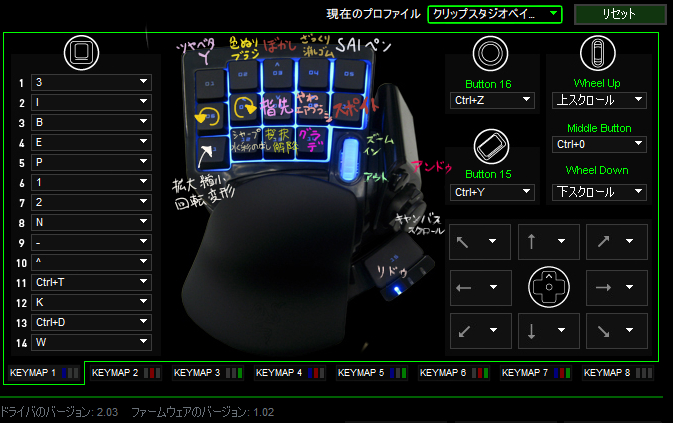 現在のプロファイル クリップスタジオペイ... リセット
1 3
2 I
3 B
4 E
5 P
6 1
7 2
8 N
9 -
10 ^
11 Ctrl+T
12 K
13 Ctrl+D
14 W
ツヤベタ
Y
色ぬり
ブラシ
ぼかし
ざっくり
消しゴム
SAIペン
指先
やわ
エアブラシ
スポイト
シャープ
水彩のばし
選択
解除
グラ
デ
ズーム
イン
アウト
アンドゥ
拡大縮小
回転変形
キャンバス
スクロール
リドゥ
Button 16
Ctrl+Z
Button 15
Ctrl+Y
Wheel Up
上スクロール
Middle Button
Ctrl+0
Wheel Down
下スクロール
KEYMAP 1 KEYMAP 2 KEYMAP 3 KEYMAP 4 KEYMAP 5 KEYMAP 6 KEYMAP 7 KEYMAP 8
ドライバのバージョン: 2.03 ファームウェアのバージョン: 1.02